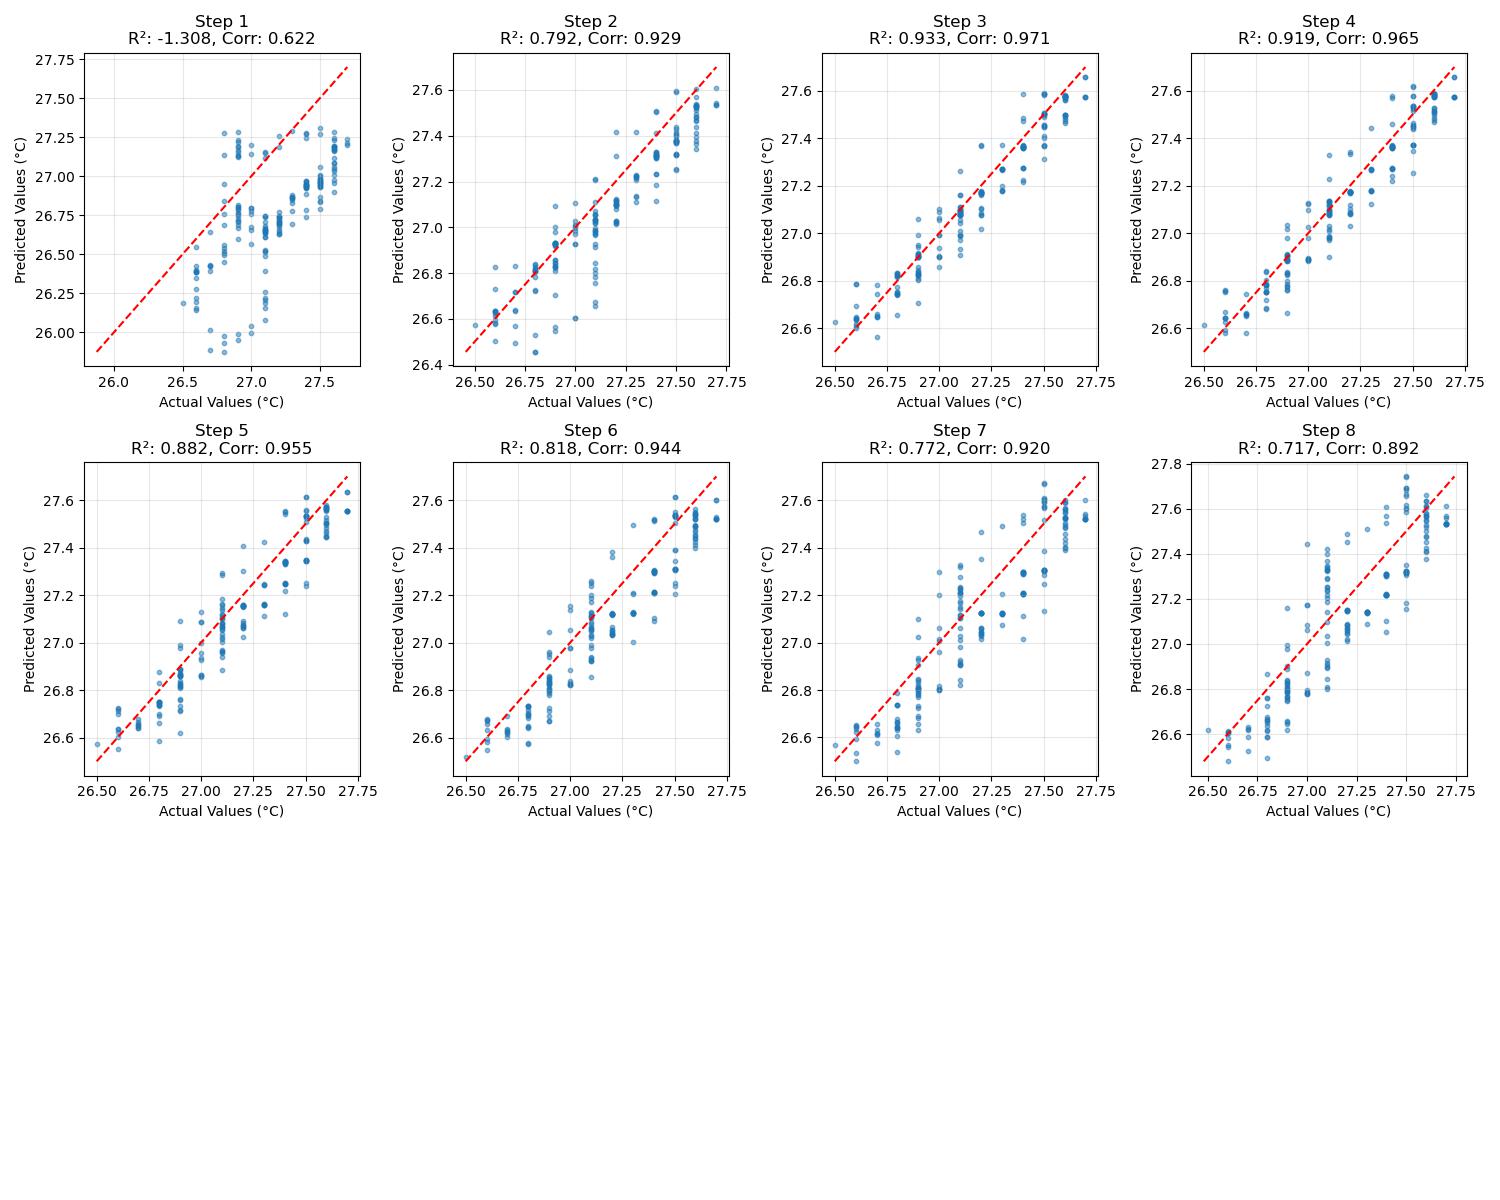 Step 1
R²: -1.308, Corr: 0.622
Step 2
R²: 0.792, Corr: 0.929
Step 3
R²: 0.933, Corr: 0.971
Step 4
R²: 0.919, Corr: 0.965
27.75
27.50
27.25
27.00
26.75
26.50
26.25
26.00
Predicted Values (°C)
26.0 26.5 27.0 27.5
Actual Values (°C)
27.6
27.4
27.2
27.0
26.8
26.6
26.4
Predicted Values (°C)
26.50 26.75 27.00 27.25 27.50 27.75
Actual Values (°C)
27.6
27.4
27.2
27.0
26.8
26.6
Predicted Values (°C)
26.50 26.75 27.00 27.25 27.50 27.75
Actual Values (°C)
27.6
27.4
27.2
27.0
26.8
26.6
Predicted Values (°C)
26.50 26.75 27.00 27.25 27.50 27.75
Actual Values (°C)
Step 5
R²: 0.882, Corr: 0.955
Step 6
R²: 0.818, Corr: 0.944
Step 7
R²: 0.772, Corr: 0.920
Step 8
R²: 0.717, Corr: 0.892
27.6
27.4
27.2
27.0
26.8
26.6
Predicted Values (°C)
26.50 26.75 27.00 27.25 27.50 27.75
Actual Values (°C)
27.6
27.4
27.2
27.0
26.8
26.6
Predicted Values (°C)
26.50 26.75 27.00 27.25 27.50 27.75
Actual Values (°C)
27.6
27.4
27.2
27.0
26.8
26.6
Predicted Values (°C)
26.50 26.75 27.00 27.25 27.50 27.75
Actual Values (°C)
27.8
27.6
27.4
27.2
27.0
26.8
26.6
Predicted Values (°C)
26.50 26.75 27.00 27.25 27.50 27.75
Actual Values (°C)